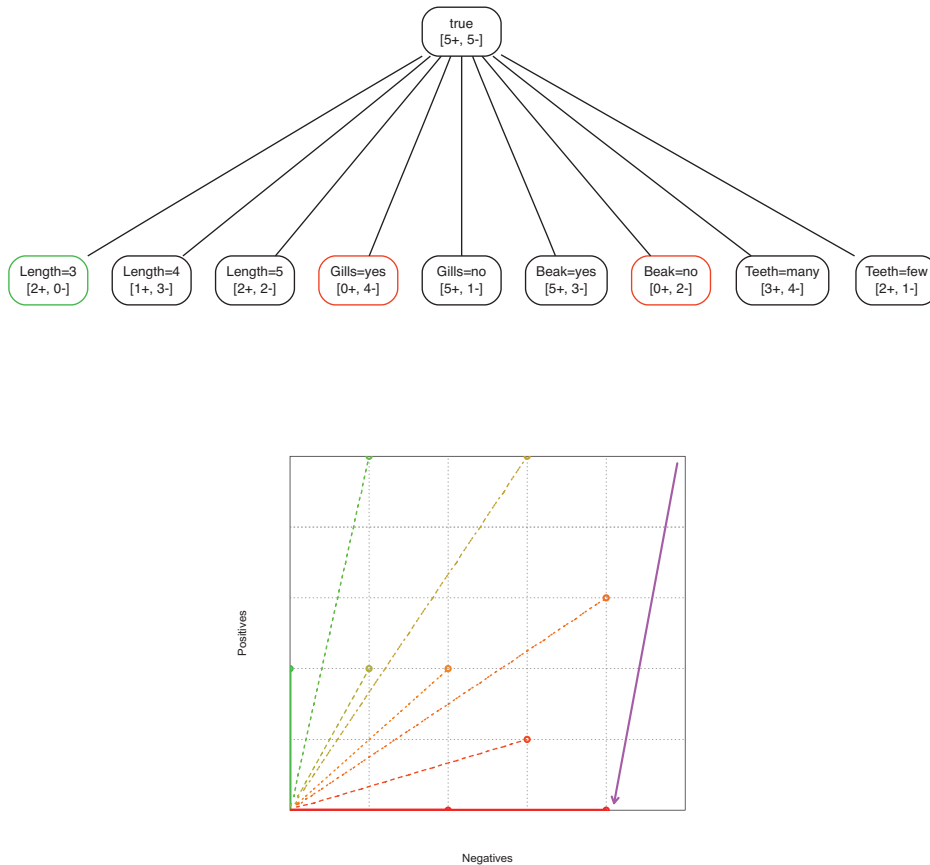 true
[5+, 5-]
Length=3
[2+, 0-]
Length=4
[1+, 3-]
Length=5
[2+, 2-]
Gills=yes
[0+, 4-]
Gills=no
[5+, 1-]
Beak=yes
[5+, 3-]
Beak=no
[0+, 2-]
Teeth=many
[3+, 4-]
Teeth=few
[2+, 1-]
Positives
Negatives